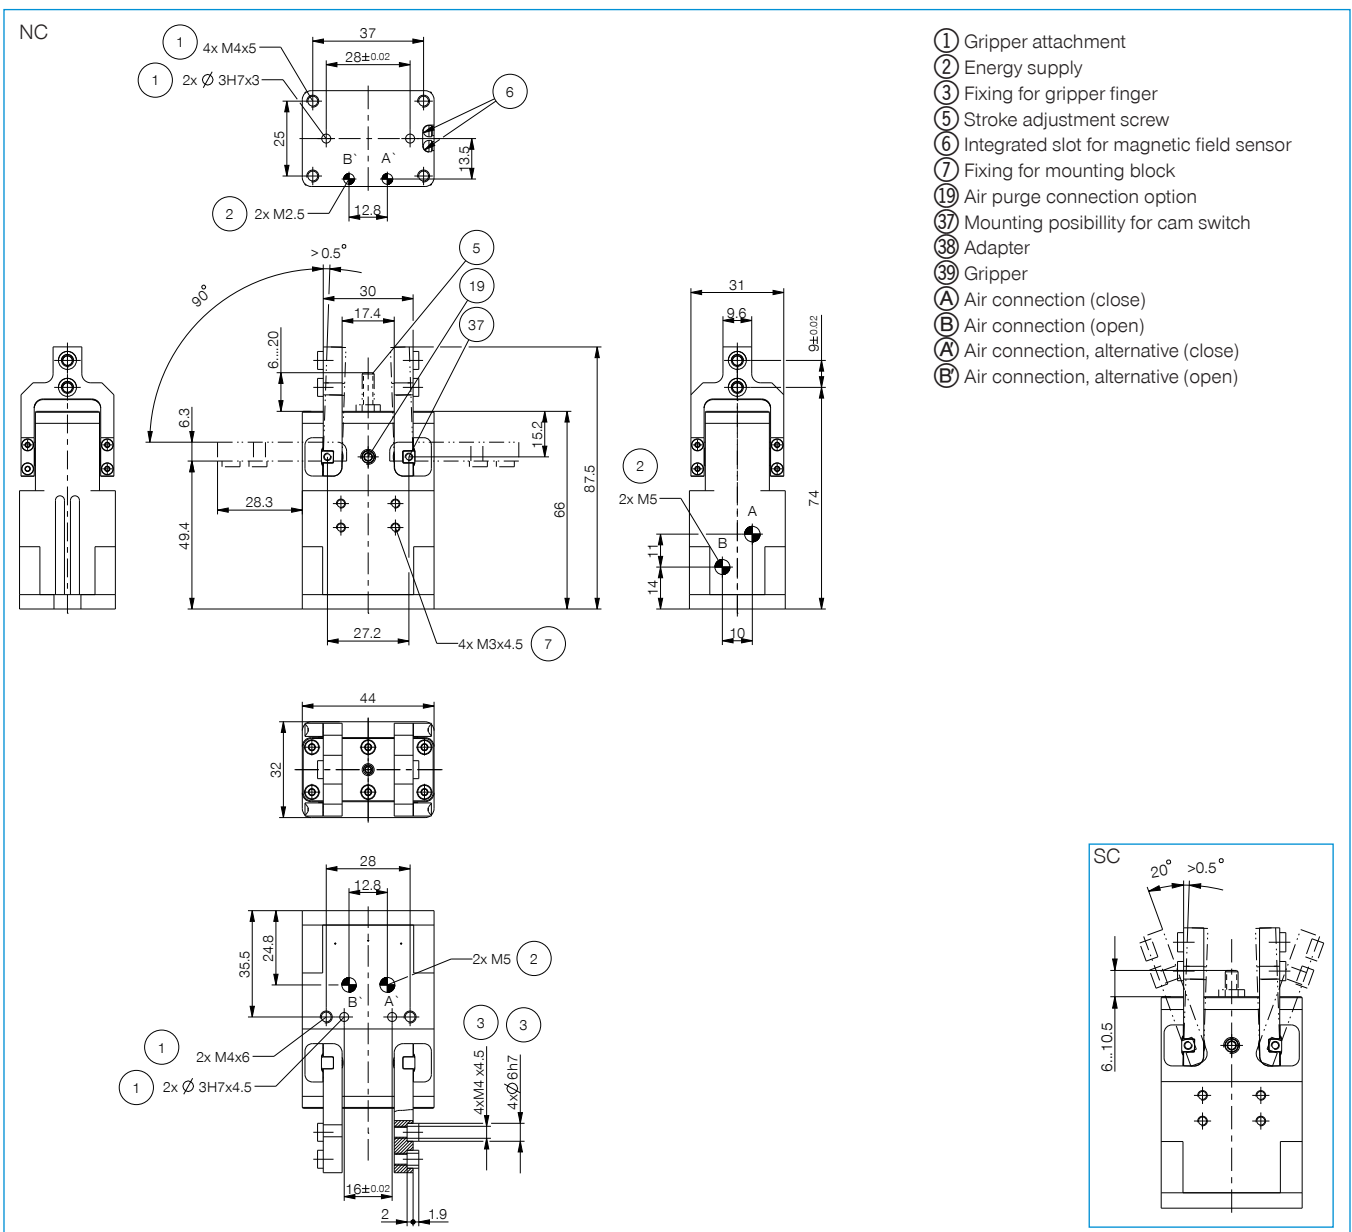 NC
37
1 4x M4x5
28±0.02
1 2x Ø 3H7x3
6
25
13.5
B` A`
2 2x M2.5
12.8
> 0.5°
5
90°
30
19
17.4
37
6....20
6.3
15.2
28.3
49.4
66
87.5
27.2
4x M3x4.5 7
31
9.6
9±0.02
2
2x M5
A
B
11
14
74
10
44
32
28
12.8
35.5
24.8
2x M5 2
B` A`
3 3
1 2x M4x6
1 2x Ø 3H7x4.5
4xM4 x4.5
4xØ6h7
16±0.02
2 1.9
1 Gripper attachment
2 Energy supply
3 Fixing for gripper finger
5 Stroke adjustment screw
6 Integrated slot for magnetic field sensor
7 Fixing for mounting block
19 Air purge connection option
37 Mounting posibillity for cam switch
38 Adapter
39 Gripper
A Air connection (close)
B Air connection (open)
A' Air connection, alternative (close)
B' Air connection, alternative (open)
SC
20° >0.5°
6...10.5